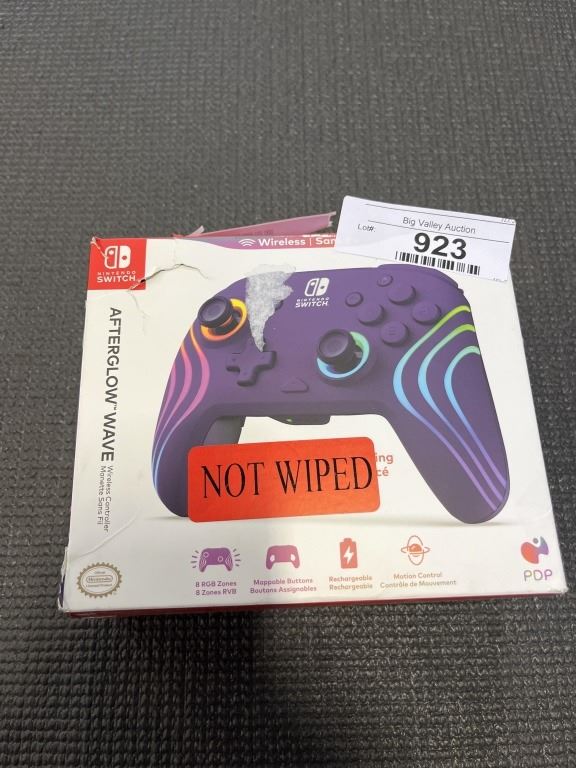 Big Valley Auction
Lot#:
923
Wireless
NINTENDO
SWITCH
NINTENDO
SWITCH
AFTERGLOW™ WAVE
Wireless Controller
Manette Sans Fil
NOT WIPED
8 RGB Zones
8 Zones RVB
Mappable Buttons
Boutons Assignables
Rechargeable
Rechargeable
Motion Control
Contrôle de Mouvement
Nintendo
PDP